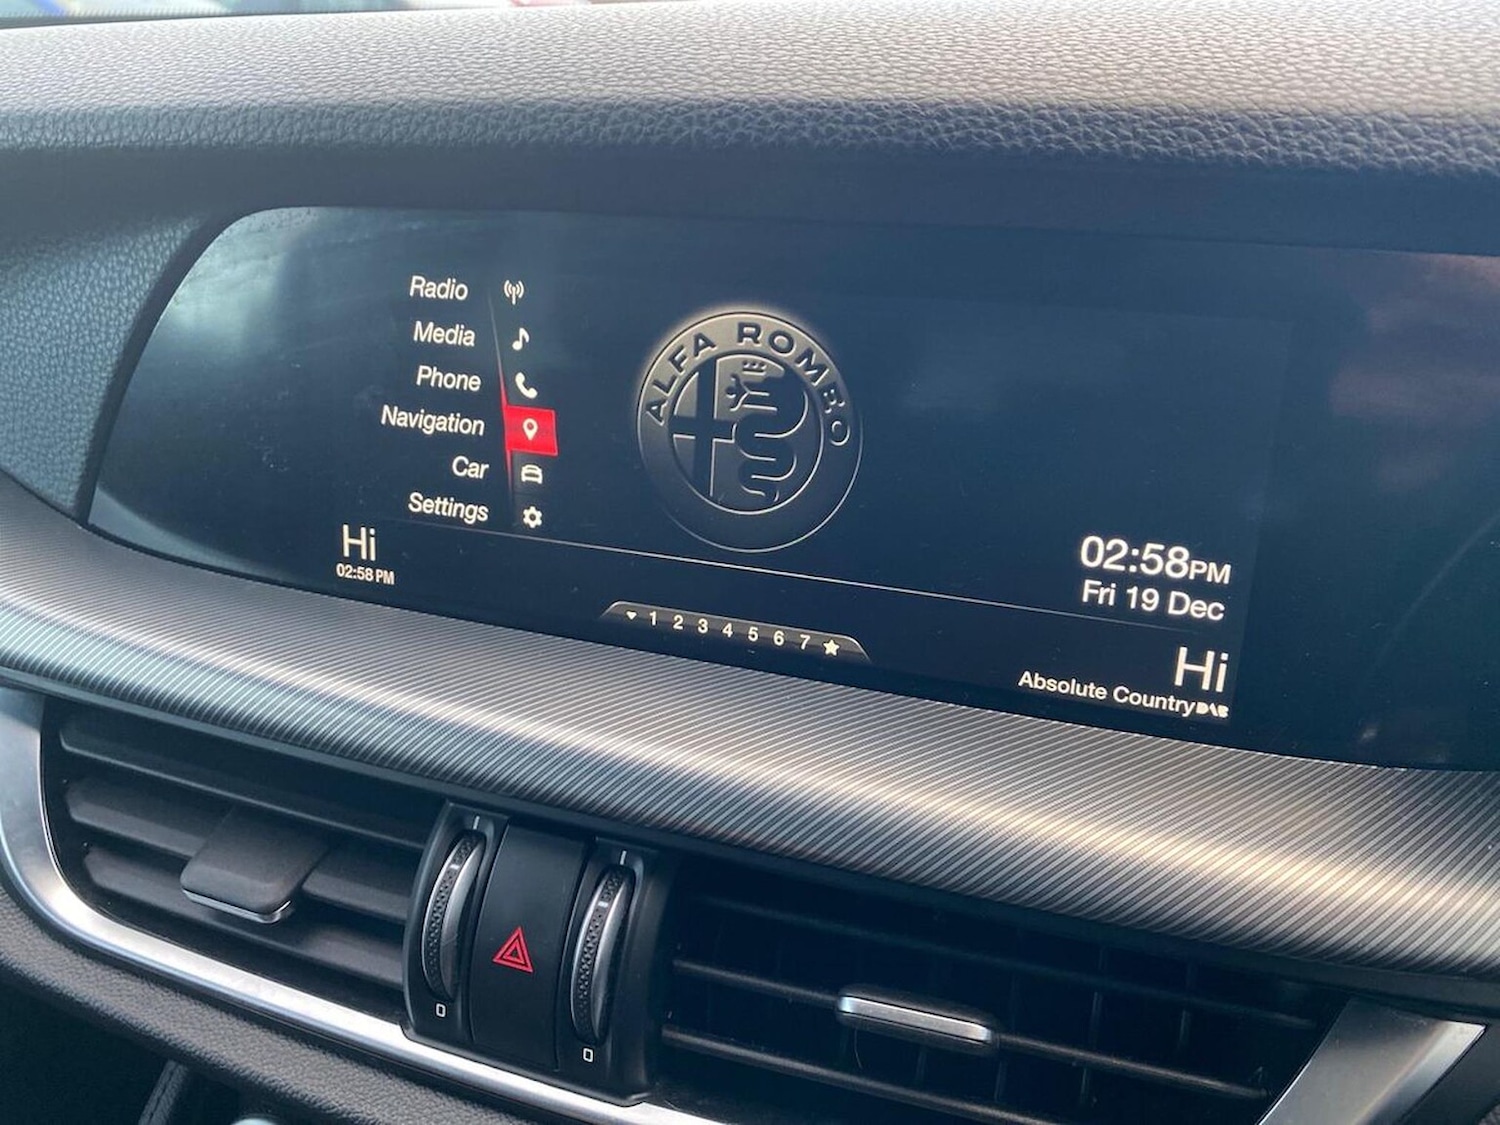 Radio
Media
Phone
Navigation
Car
Settings
ALFA ROMEO
Hi
02:58 PM
02:58PM
Fri 19 Dec
1 2 3 4 5 6 7
Hi
Absolute Country DAB